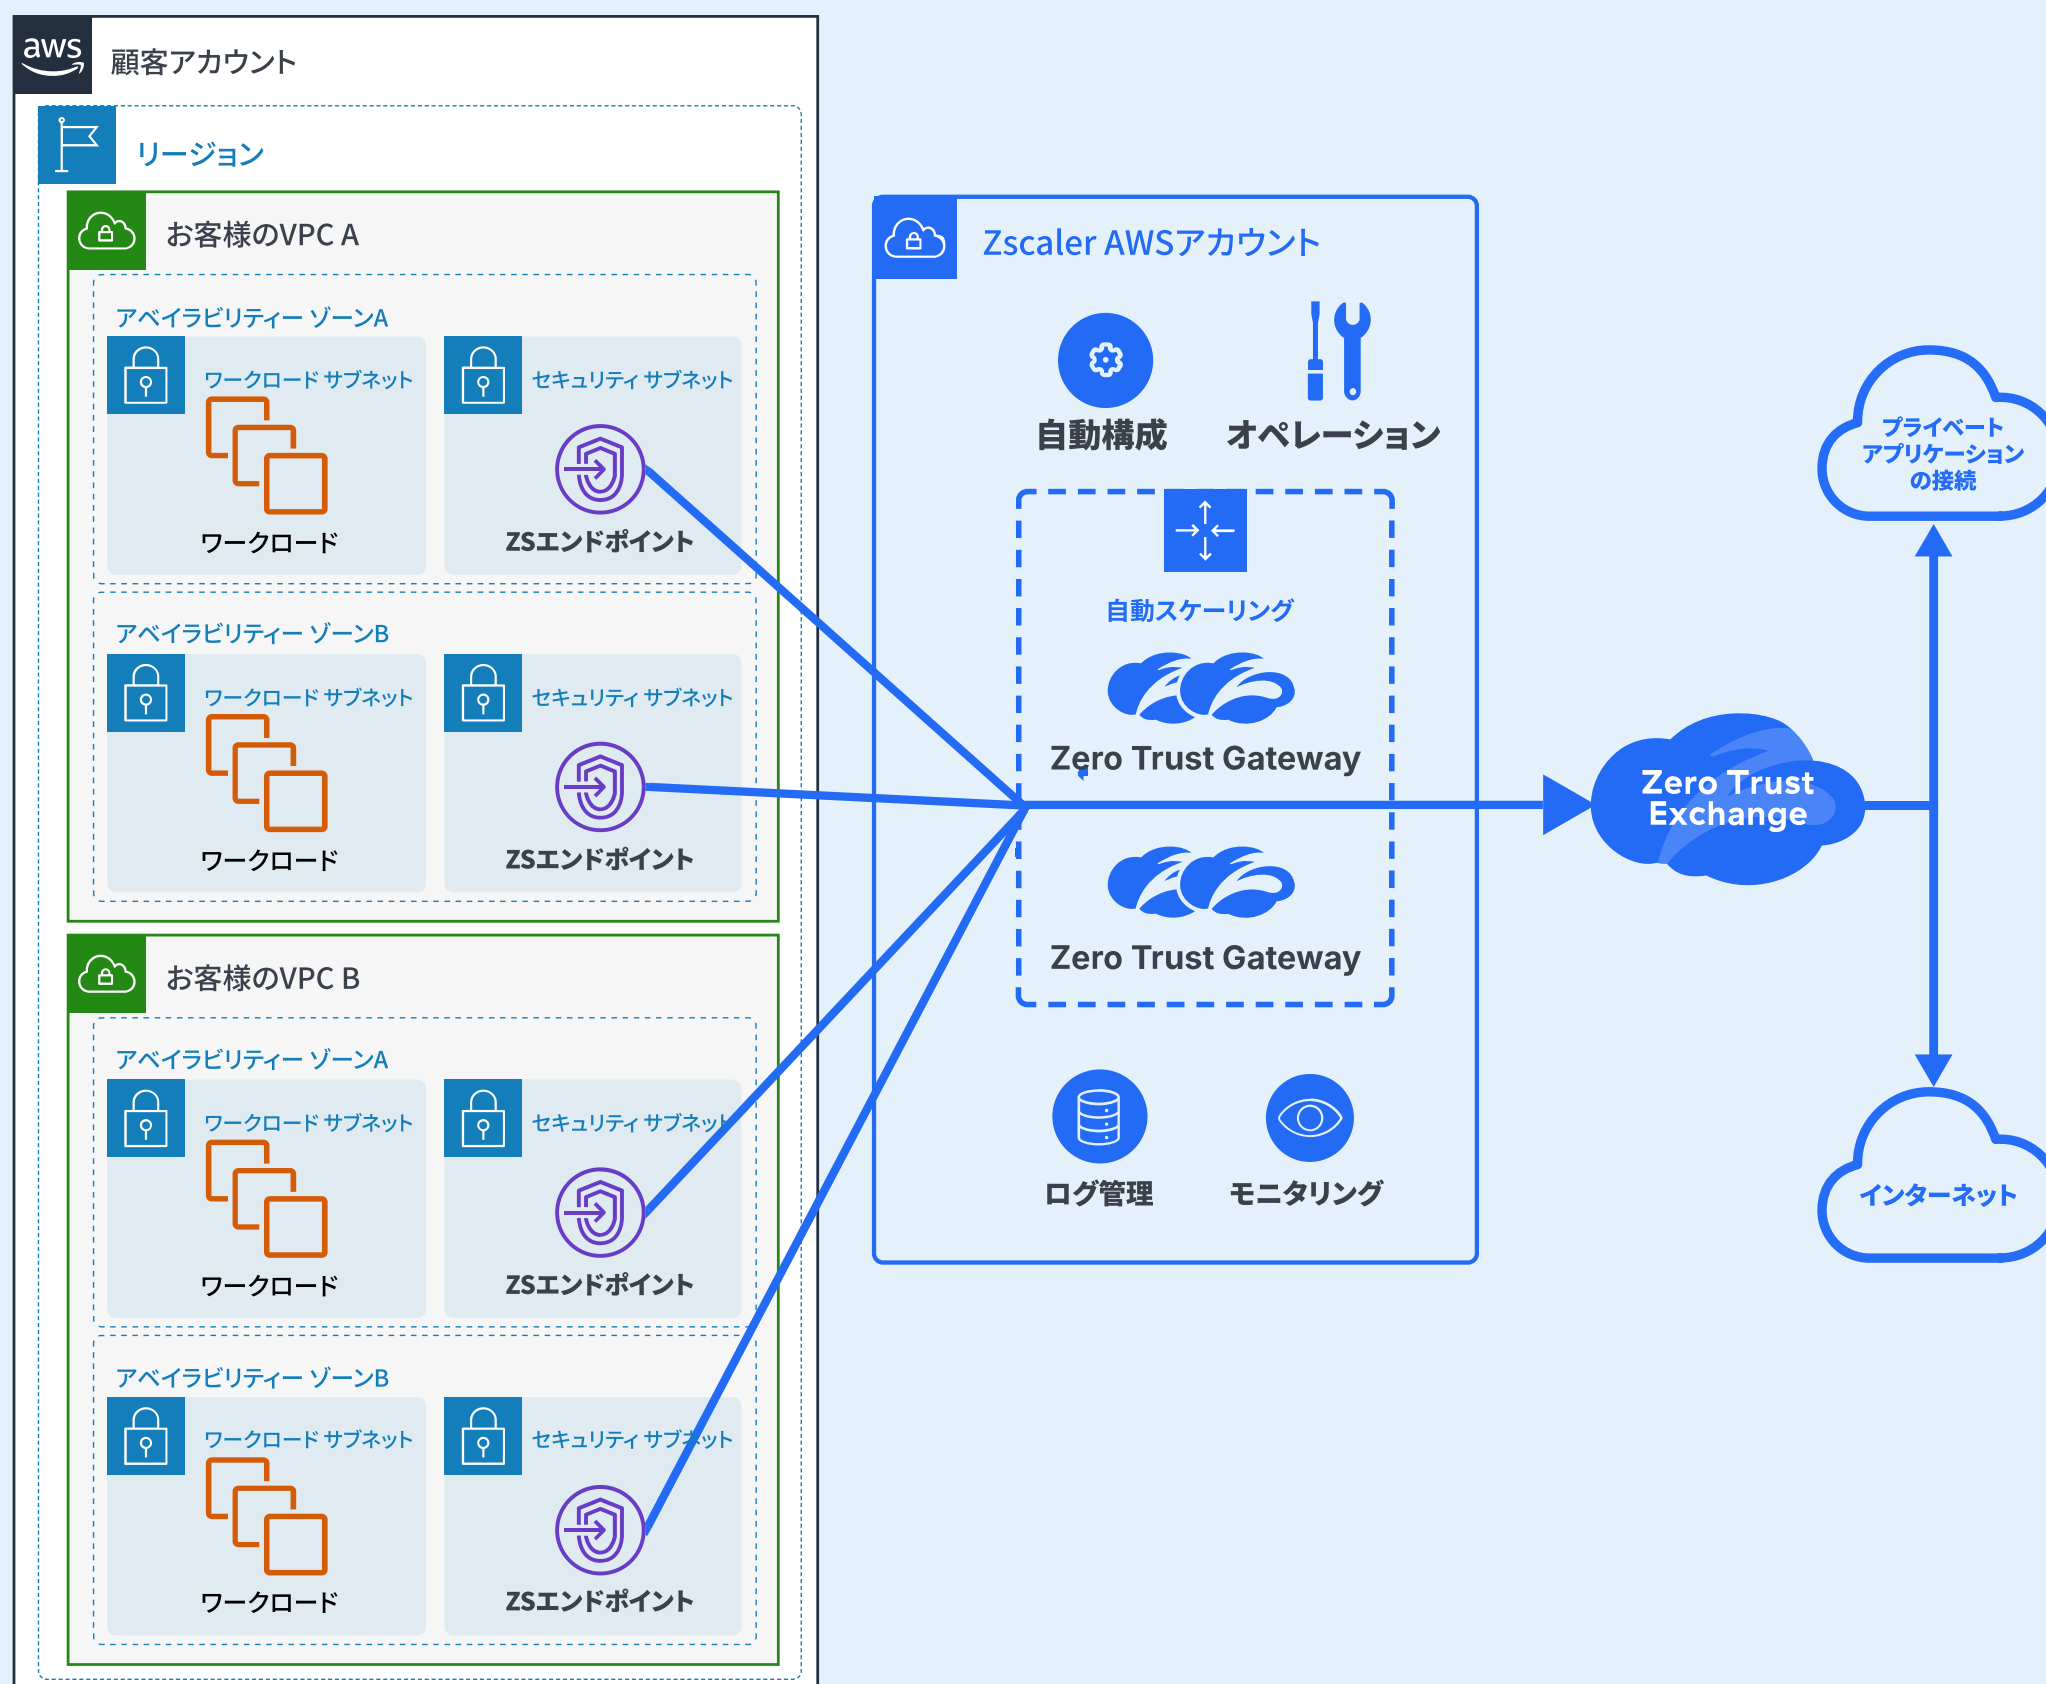 aws
顧客アカウント
リージョン
お客様のVPC A
アベイラビリティー ゾーンA
ワークロード サブネット
セキュリティ サブネット
ワークロード
ZSエンドポイント
アベイラビリティー ゾーンB
ワークロード サブネット
セキュリティ サブネット
ワークロード
ZSエンドポイント
お客様のVPC B
アベイラビリティー ゾーンA
ワークロード サブネット
セキュリティ サブネット
ワークロード
ZSエンドポイント
アベイラビリティー ゾーンB
ワークロード サブネット
セキュリティ サブネット
ワークロード
ZSエンドポイント
Zscaler AWSアカウント
自動構成
オペレーション
自動スケーリング
Zero Trust Gateway
Zero Trust Gateway
ログ管理
モニタリング
Zero Trust
Exchange
プライベート
アプリケーション
の接続
インターネット